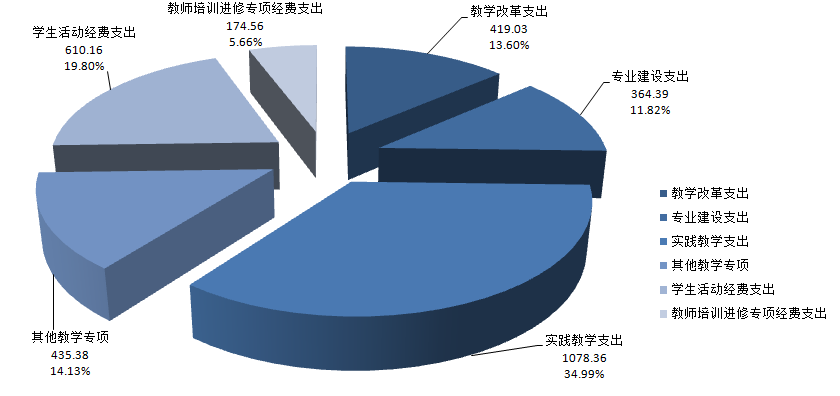 教师培训进修专项经费支出
174.56
5.66%
教学改革支出
419.03
13.60%
学生活动经费支出
610.16
19.80%
专业建设支出
364.39
11.82%
教学改革支出
专业建设支出
实践教学支出
其他教学专项
学生活动经费支出
教师培训进修专项经费支出
其他教学专项
435.38
14.13%
实践教学支出
1078.36
34.99%